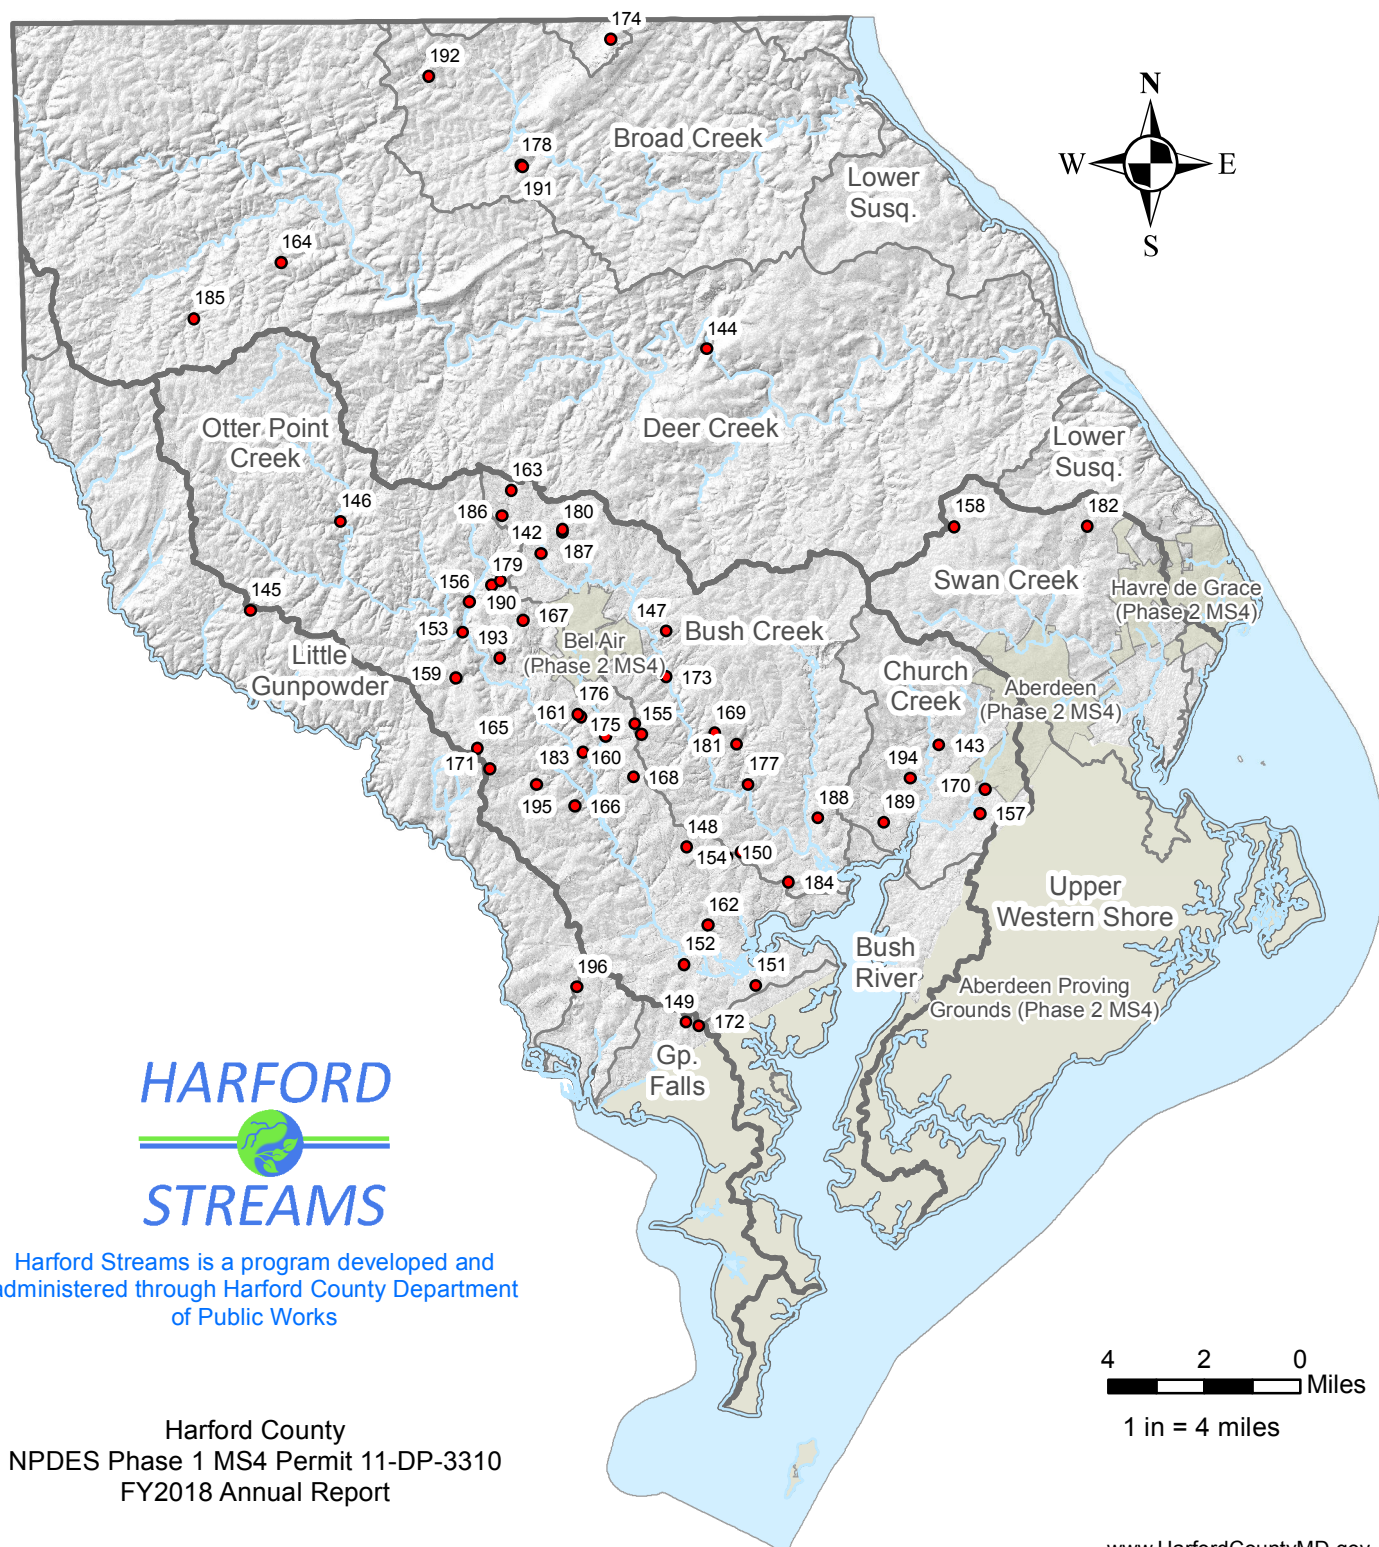 174
192
N
Broad Creek
178
W
E
Lower
Susq.
191
S
164
185
144
Otter Point
Creek
Deer Creek
Lower
Susq.
163
146
186
180
158
182
142
187
179
Swan Creek
156
Havre de Grace
(Phase 2 MS4)
145
190
167
147
153
193
Bel Air
(Phase 2 MS4)
Bush Creek
Little
Gunpowder
159
173
Church
Creek
Aberdeen
(Phase 2 MS4)
176
161
175
155
169
165
183
160
181
143
171
177
194
168
170
195
166
188
189
157
148
154
150
184
Upper
Western Shore
162
152
Bush
River
151
196
Aberdeen Proving
Grounds (Phase 2 MS4)
149
172
Gp.
Falls
HARFORD
STREAMS
Harford Streams is a program developed and
administered through Harford County Department
of Public Works
4 2 0
Miles
1 in = 4 miles
Harford County
NPDES Phase 1 MS4 Permit 11-DP-3310
FY2018 Annual Report
www.HarfordCountyMD.gov